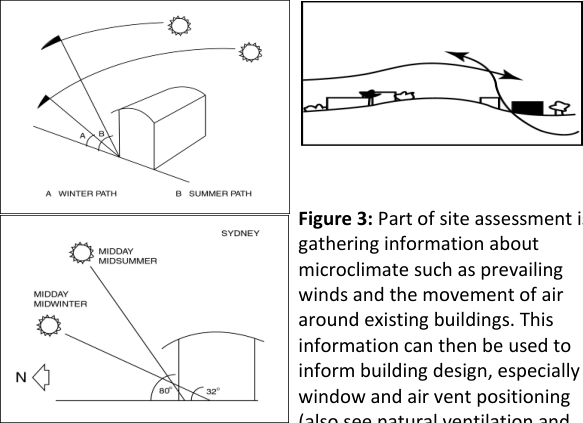 A B
A WINTER PATH B SUMMER PATH
SYDNEY
MIDDAY
MIDSUMMER
MIDDAY
MIDWINTER
N
80° 32°
Figure 3: Part of site assessment is
gathering information about
microclimate such as prevailing
winds and the movement of air
around existing buildings. This
information can then be used to
inform building design, especially
window and air vent positioning
(also see natural ventilation and